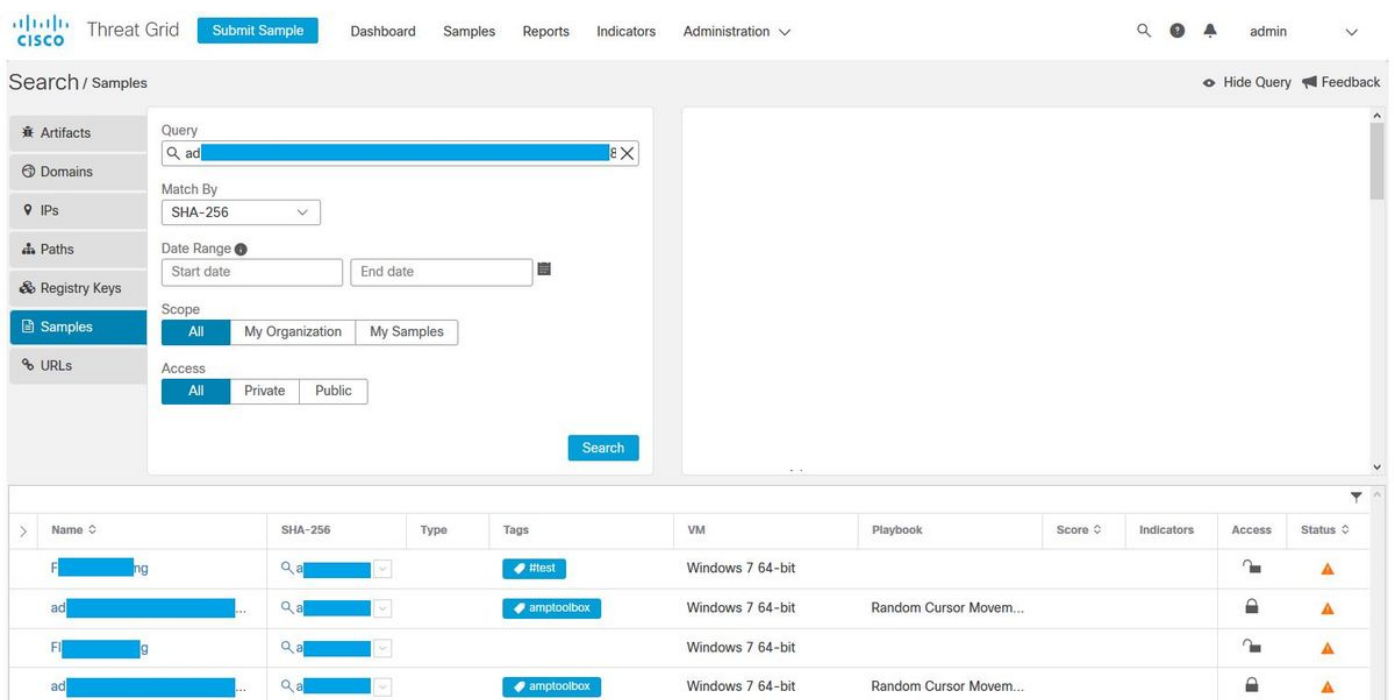 CISCO Threat Grid Submit Sample Dashboard Samples Reports Indicators Administration admin
Search / Samples Hide Query Feedback
Artifacts
Domains
IPs
Paths
Registry Keys
Samples
URLs
Query
ad 8
Match By
SHA-256
Date Range
Start date End date
Scope
All My Organization My Samples
Access
All Private Public
Search
Name SHA-256 Type Tags VM Playbook Score Indicators Access Status
F ng a #test Windows 7 64-bit
ad ... a amptoolbox Windows 7 64-bit Random Cursor Movem...
Fl g a Windows 7 64-bit
ad ... a amptoolbox Windows 7 64-bit Random Cursor Movem...